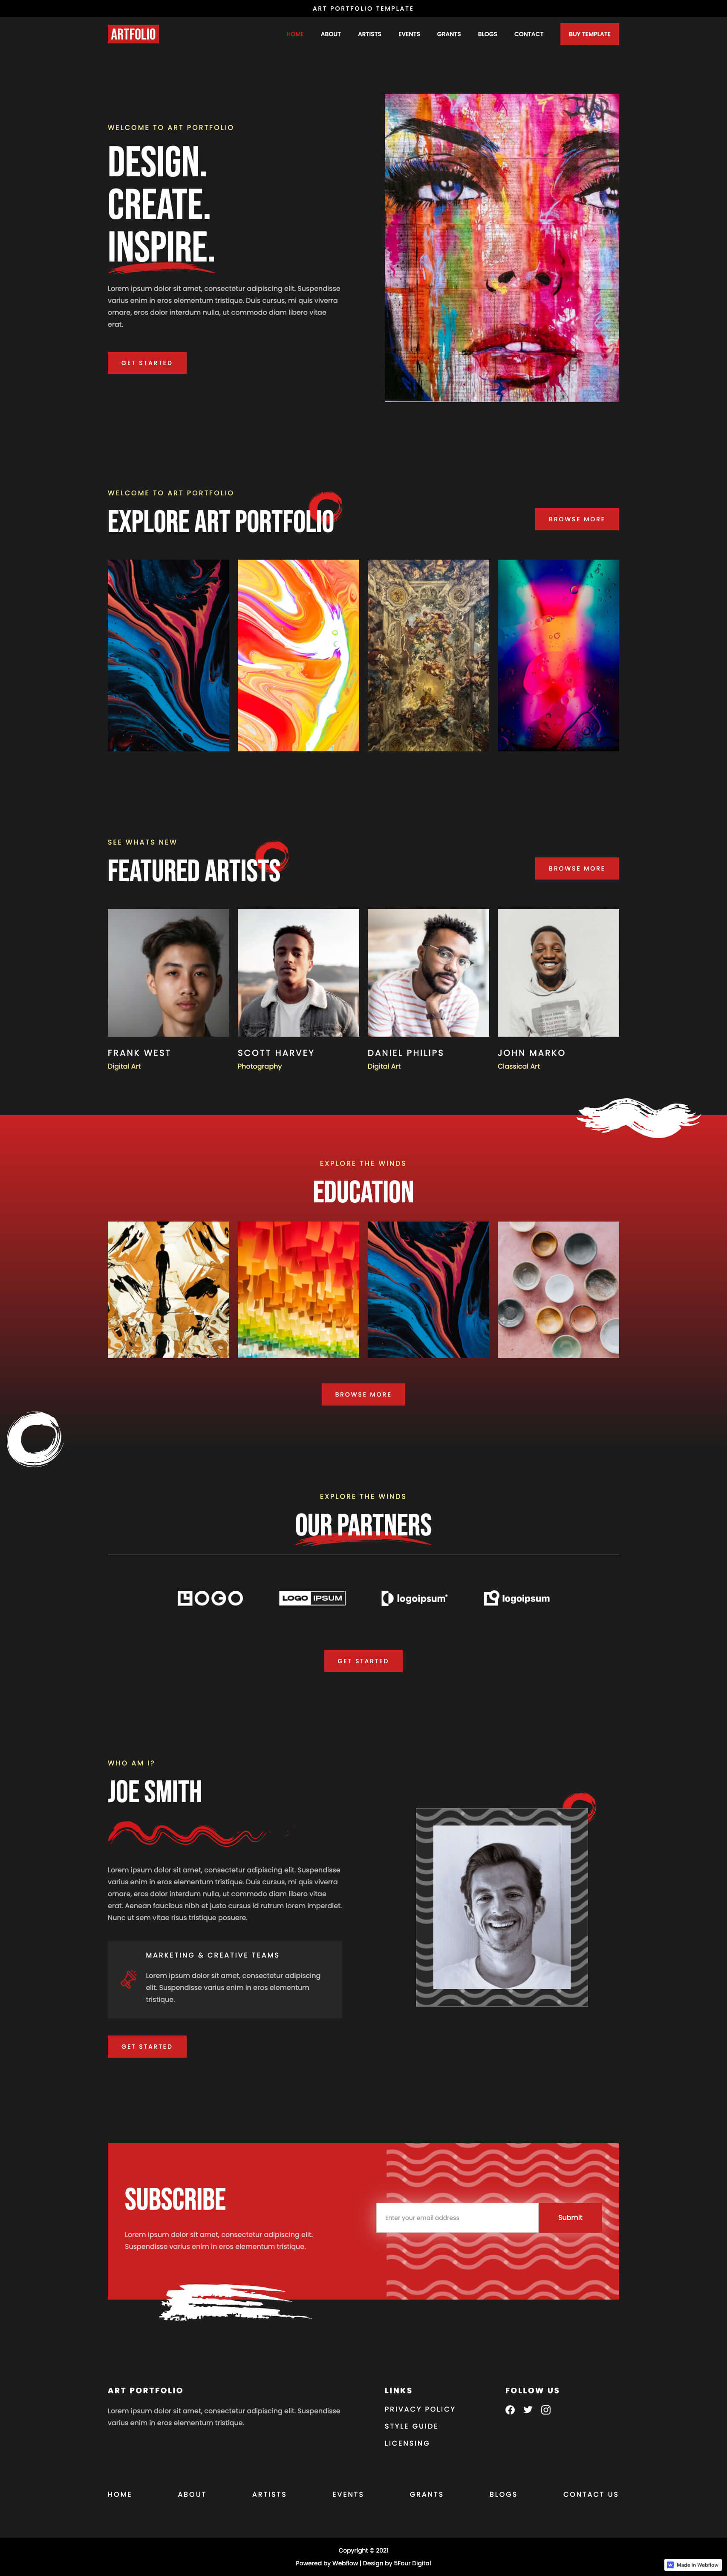 ART PORTFOLIO TEMPLATE
ARTFOLIO
HOME ABOUT ARTISTS EVENTS GRANTS BLOGS CONTACT BUY TEMPLATE
WELCOME TO ART PORTFOLIO
DESIGN.
CREATE.
INSPIRE.
Lorem ipsum dolor sit amet, consectetur adipiscing elit. Suspendisse
varius enim in eros elementum tristique. Duis cursus, mi quis viverra
ornare, eros dolor interdum nulla, ut commodo diam libero vitae
erat.
GET STARTED
WELCOME TO ART PORTFOLIO
EXPLORE ART PORTFOLIO
BROWSE MORE
SEE WHATS NEW
FEATURED ARTISTS
BROWSE MORE
FRANK WEST
Digital Art
SCOTT HARVEY
Photography
DANIEL PHILIPS
Digital Art
JOHN MARKO
Classical Art
EXPLORE THE WINDS
EDUCATION
BROWSE MORE
EXPLORE THE WINDS
OUR PARTNERS
LOGO
LOGO IPSUM
logoipsum
logoipsum
GET STARTED
WHO AM I?
JOE SMITH
Lorem ipsum dolor sit amet, consectetur adipiscing elit. Suspendisse
varius enim in eros elementum tristique. Duis cursus, mi quis viverra
ornare, eros dolor interdum nulla, ut commodo diam libero vitae
erat. Aenean faucibus nibh et justo cursus id rutrum lorem imperdiet.
Nunc ut sem vitae risus tristique posuere.
MARKETING & CREATIVE TEAMS
Lorem ipsum dolor sit amet, consectetur adipiscing
elit. Suspendisse varius enim in eros elementum
tristique.
GET STARTED
SUBSCRIBE
Lorem ipsum dolor sit amet, consectetur adipiscing elit.
Suspendisse varius enim in eros elementum tristique.
Enter your email address
Submit
ART PORTFOLIO
Lorem ipsum dolor sit amet, consectetur adipiscing elit. Suspendisse
varius enim in eros elementum tristique.
LINKS
PRIVACY POLICY
STYLE GUIDE
LICENSING
FOLLOW US
HOME ABOUT ARTISTS EVENTS GRANTS BLOGS CONTACT US
Copyright © 2021
Powered by Webflow | Design by 5Four Digital
Made in Webflow